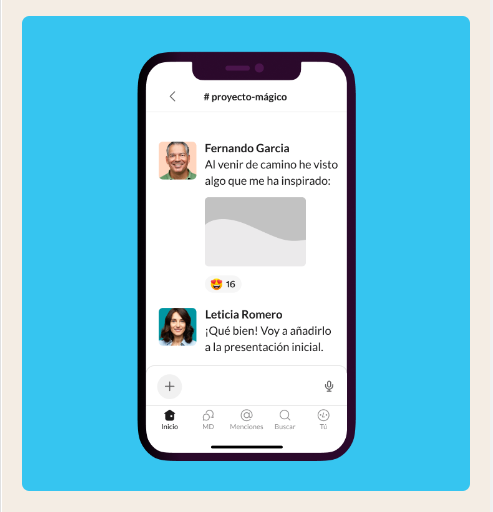 # proyecto-mágico
Fernando Garcia
Al venir de camino he visto
algo que me ha inspirado:
😍 16
Leticia Romero
¡Qué bien! Voy a añadirlo
a la presentación inicial.
Inicio
MD
Menciones
Buscar
Tú